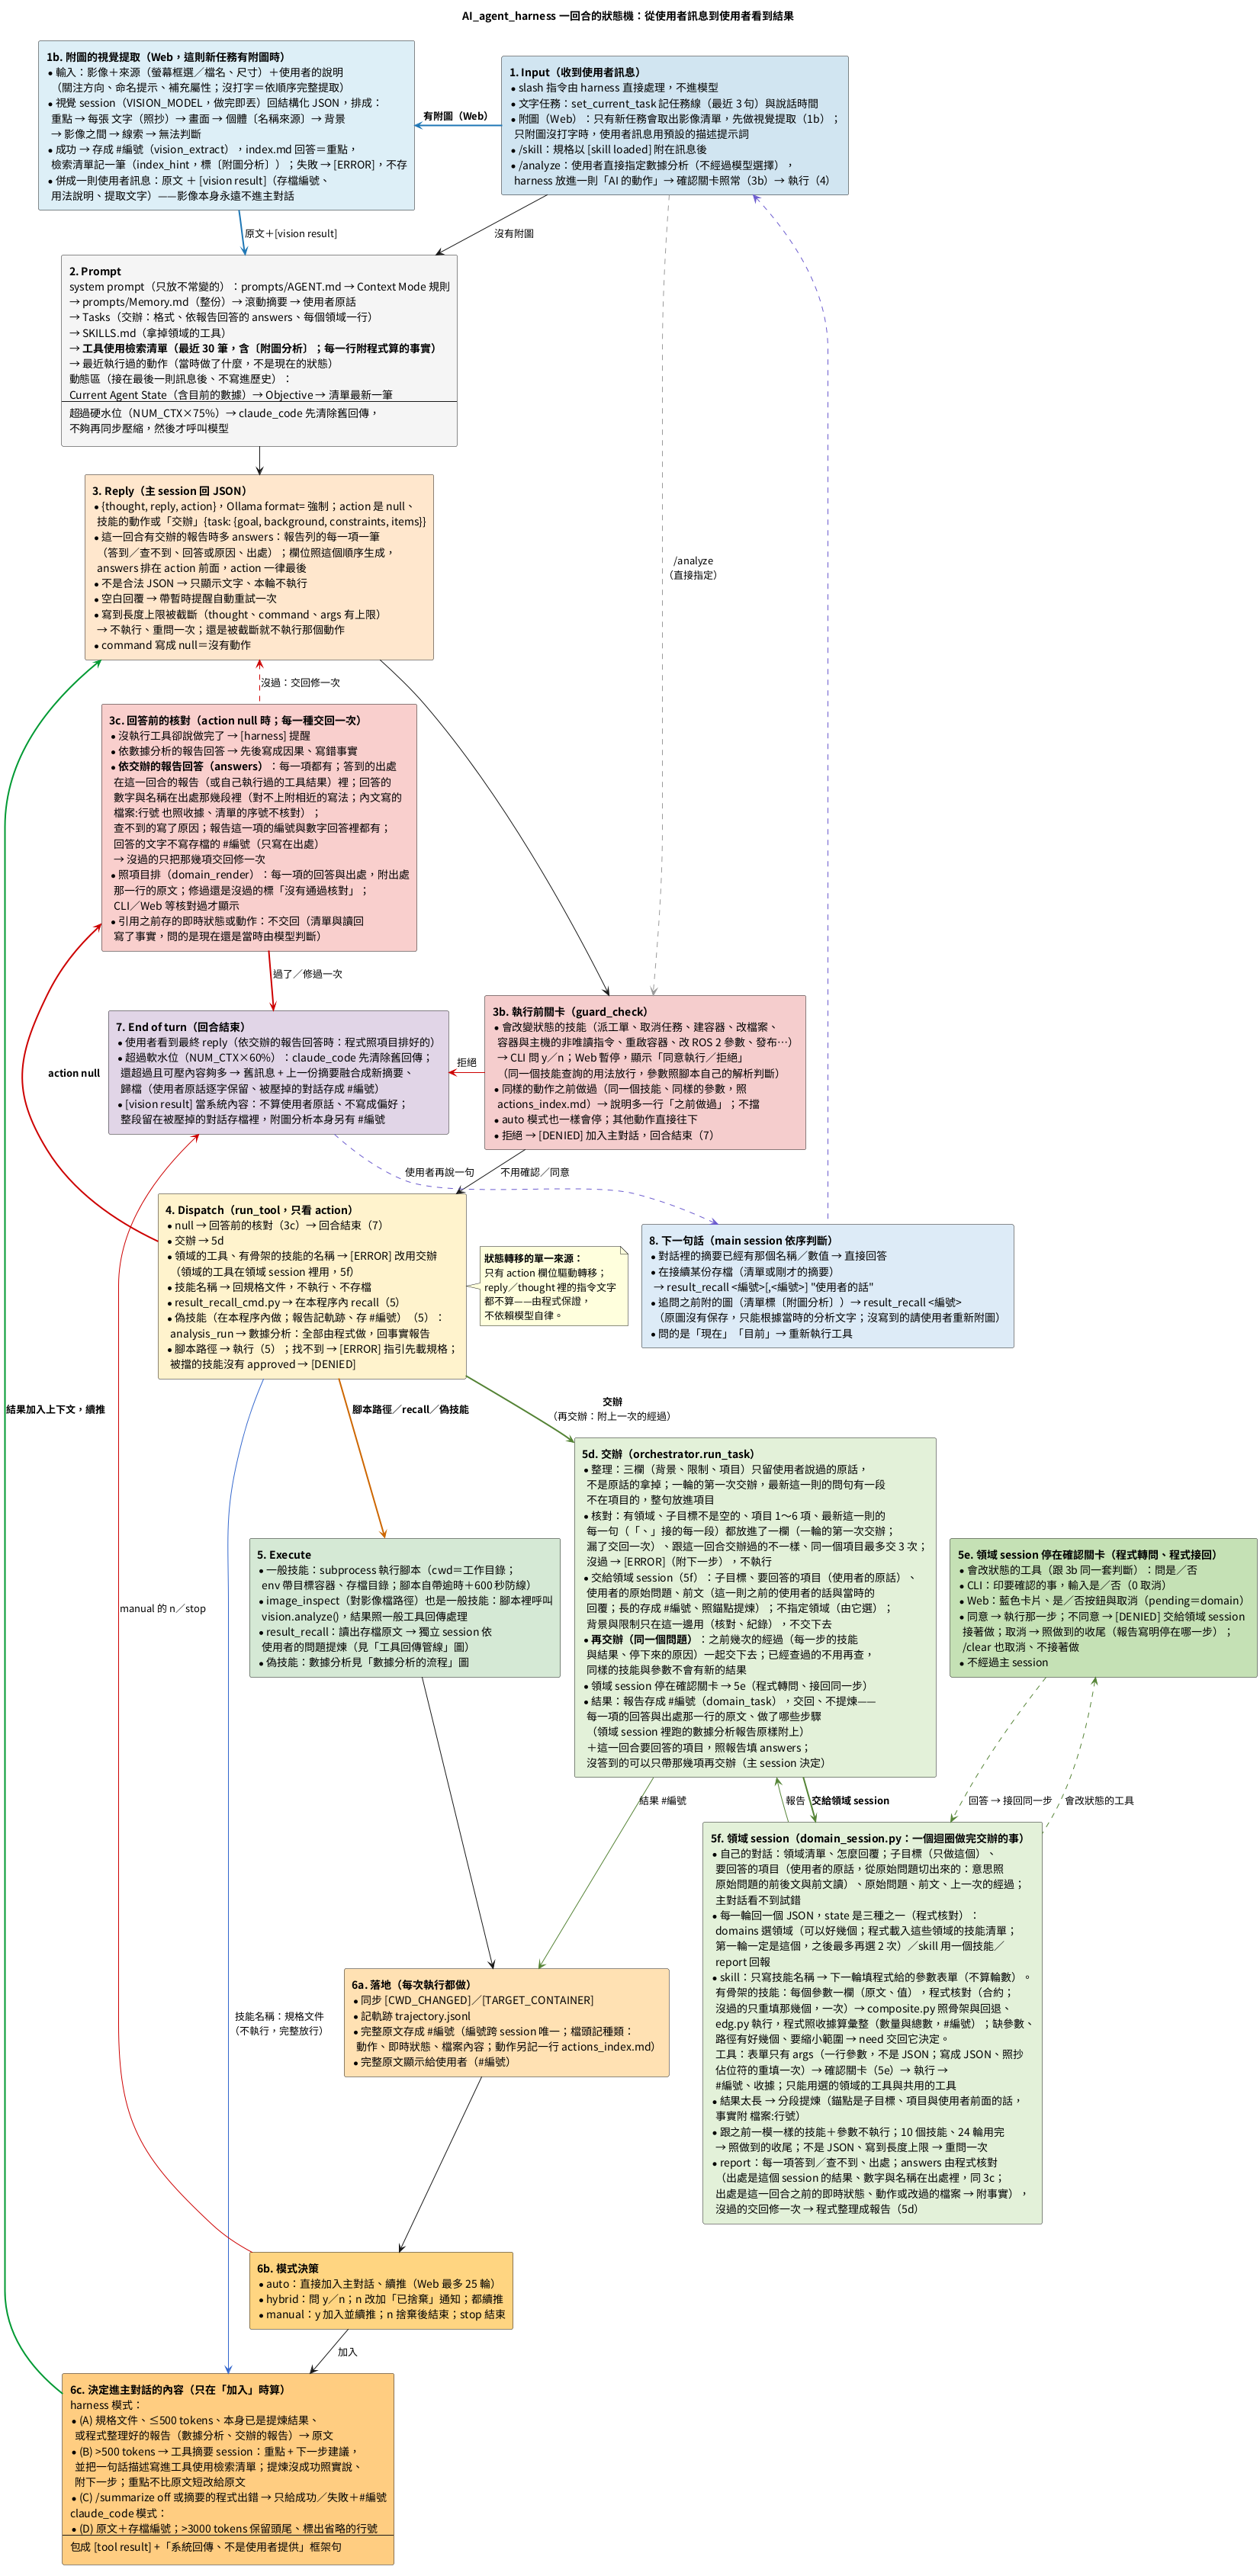 AI_agent_harness 一回合的狀態機：從使用者訊息到使用者看到結果
1b. 附圖的視覺提取（Web，這則新任務有附圖時）
• 輸入：影像＋來源（螢幕框選／檔名、尺寸）＋使用者的說明
（關注方向、命名提示、補充屬性；沒打字＝依順序完整提取）
• 視覺 session（VISION_MODEL，做完即丟）回結構化 JSON，排成：
重點 → 每張 文字（照抄）→ 畫面 → 個體〔名稱來源〕→ 背景
→ 影像之間 → 線索 → 無法判斷
• 成功 → 存成 #編號（vision_extract），index.md 回答＝重點，
檢索清單記一筆（index_hint，標〔附圖分析〕）；失敗 → [ERROR]，不存
• 併成一則使用者訊息：原文 ＋ [vision result]（存檔編號、
用法說明、提取文字）——影像本身永遠不進主對話
有附圖（Web）
1. Input（收到使用者訊息）
• slash 指令由 harness 直接處理，不進模型
• 文字任務：set_current_task 記任務線（最近 3 句）與說話時間
• 附圖（Web）：只有新任務會取出影像清單，先做視覺提取（1b）；
只附圖沒打字時，使用者訊息用預設的描述提示詞
• /skill：規格以 [skill loaded] 附在訊息後
• /analyze：使用者直接指定數據分析（不經過模型選擇），
harness 放進一則「AI 的動作」→ 確認關卡照常（3b）→ 執行（4）
原文＋[vision result]
沒有附圖
2. Prompt
system prompt（只放不常變的）：prompts/AGENT.md → Context Mode 規則
→ prompts/Memory.md（整份）→ 滾動摘要 → 使用者原話
→ Tasks（交辦：格式、依報告回答的 answers、每個領域一行）
→ SKILLS.md（拿掉領域的工具）
→ 工具使用檢索清單（最近 30 筆，含〔附圖分析〕；每一行附程式算的事實）
→ 最近執行過的動作（當時做了什麼，不是現在的狀態）
動態區（接在最後一則訊息後、不寫進歷史）：
Current Agent State（含目前的數據）→ Objective → 清單最新一筆
超過硬水位（NUM_CTX×75%）→ claude_code 先清除舊回傳，
不夠再同步壓縮，然後才呼叫模型
/analyze
（直接指定）
3. Reply（主 session 回 JSON）
• {thought, reply, action}，Ollama format= 強制；action 是 null、
技能的動作或「交辦」{task: {goal, background, constraints, items}}
• 這一回合有交辦的報告時多 answers：報告列的每一項一筆
（答到／查不到、回答或原因、出處）；欄位照這個順序生成，
answers 排在 action 前面，action 一律最後
• 不是合法 JSON → 只顯示文字、本輪不執行
• 空白回覆 → 帶暫時提醒自動重試一次
• 寫到長度上限被截斷（thought、command、args 有上限）
→ 不執行、重問一次；還是被截斷就不執行那個動作
• command 寫成 null＝沒有動作
沒過：交回修一次
3c. 回答前的核對（action null 時；每一種交回一次）
• 沒執行工具卻說做完了 → [harness] 提醒
• 依數據分析的報告回答 → 先後寫成因果、寫錯事實
• 依交辦的報告回答（answers）：每一項都有；答到的出處
在這一回合的報告（或自己執行過的工具結果）裡；回答的
數字與名稱在出處那幾段裡（對不上附相近的寫法；內文寫的
檔案:行號 也照收據、清單的序號不核對）；
查不到的寫了原因；報告這一項的編號與數字回答裡都有；
回答的文字不寫存檔的 #編號（只寫在出處）
→ 沒過的只把那幾項交回修一次
• 照項目排（domain_render）：每一項的回答與出處，附出處
那一行的原文；修過還是沒過的標「沒有通過核對」；
CLI／Web 等核對過才顯示
• 引用之前存的即時狀態或動作：不交回（清單與讀回
寫了事實，問的是現在還是當時由模型判斷）
過了／修過一次
3b. 執行前關卡（guard_check）
• 會改變狀態的技能（派工單、取消任務、建容器、改檔案、
容器與主機的非唯讀指令、重啟容器、改 ROS 2 參數、發布…）
→ CLI 問 y／n；Web 暫停，顯示「同意執行／拒絕」
（同一個技能查詢的用法放行，參數照腳本自己的解析判斷）
• 同樣的動作之前做過（同一個技能、同樣的參數，照
actions_index.md）→ 說明多一行「之前做過」；不擋
• auto 模式也一樣會停；其他動作直接往下
• 拒絕 → [DENIED] 加入主對話，回合結束（7）
拒絕
7. End of turn（回合結束）
• 使用者看到最終 reply（依交辦的報告回答時：程式照項目排好的）
• 超過軟水位（NUM_CTX×60%）：claude_code 先清除舊回傳；
還超過且可壓內容夠多 → 舊訊息 + 上一份摘要融合成新摘要、
歸檔（使用者原話逐字保留、被壓掉的對話存成 #編號）
• [vision result] 當系統內容：不算使用者原話、不寫成偏好；
整段留在被壓掉的對話存檔裡，附圖分析本身另有 #編號
action null
使用者再說一句
不用確認／同意
4. Dispatch（run_tool，只看 action）
• null → 回答前的核對（3c）→ 回合結束（7）
• 交辦 → 5d
• 領域的工具、有骨架的技能的名稱 → [ERROR] 改用交辦
（領域的工具在領域 session 裡用，5f）
• 技能名稱 → 回規格文件，不執行、不存檔
• result_recall_cmd.py → 在本程序內 recall（5）
• 偽技能（在本程序內做；報告記軌跡、存 #編號）（5）：
analysis_run → 數據分析：全部由程式做，回事實報告
• 腳本路徑 → 執行（5）；找不到 → [ERROR] 指引先載規格；
被擋的技能沒有 approved → [DENIED]
狀態轉移的單一來源：
只有 action 欄位驅動轉移；
reply／thought 裡的指令文字
都不算——由程式保證，
不依賴模型自律。
8. 下一句話（main session 依序判斷）
• 對話裡的摘要已經有那個名稱／數值 → 直接回答
• 在接續某份存檔（清單或剛才的摘要）
→ result_recall <編號>[,<編號>] "使用者的話"
• 追問之前附的圖（清單標〔附圖分析〕）→ result_recall <編號>
（原圖沒有保存，只能根據當時的分析文字；沒寫到的請使用者重新附圖）
• 問的是「現在」「目前」→ 重新執行工具
結果加入上下文，續推
腳本路徑／recall／偽技能
交辦
（再交辦：附上一次的經過）
5d. 交辦（orchestrator.run_task）
• 整理：三欄（背景、限制、項目）只留使用者說過的原話，
不是原話的拿掉；一輪的第一次交辦，最新這一則的問句有一段
不在項目的，整句放進項目
• 核對：有領域、子目標不是空的、項目 1～6 項、最新這一則的
每一句（「、」接的每一段）都放進了一欄（一輪的第一次交辦；
漏了交回一次）、跟這一回合交辦過的不一樣、同一個項目最多交 3 次；
沒過 → [ERROR]（附下一步），不執行
• 交給領域 session（5f）：子目標、要回答的項目（使用者的原話）、
使用者的原始問題、前文（這一則之前的使用者的話與當時的
回覆；長的存成 #編號、照錨點提煉）；不指定領域（由它選）；
背景與限制只在這一邊用（核對、紀錄），不交下去
• 再交辦（同一個問題）：之前幾次的經過（每一步的技能
與結果、停下來的原因）一起交下去；已經查過的不用再查，
同樣的技能與參數不會有新的結果
• 領域 session 停在確認關卡 → 5e（程式轉問、接回同一步）
• 結果：報告存成 #編號（domain_task），交回、不提煉——
每一項的回答與出處那一行的原文、做了哪些步驟
（領域 session 裡跑的數據分析報告原樣附上）
＋這一回合要回答的項目，照報告填 answers；
沒答到的可以只帶那幾項再交辦（主 session 決定）
5. Execute
• 一般技能：subprocess 執行腳本（cwd＝工作目錄；
env 帶目標容器、存檔目錄；腳本自帶逾時＋600 秒防線）
• image_inspect（對影像檔路徑）也是一般技能：腳本裡呼叫
vision.analyze()，結果照一般工具回傳處理
• result_recall：讀出存檔原文 → 獨立 session 依
使用者的問題提煉（見「工具回傳管線」圖）
• 偽技能：數據分析見「數據分析的流程」圖
5e. 領域 session 停在確認關卡（程式轉問、程式接回）
• 會改狀態的工具（跟 3b 同一套判斷）：問是／否
• CLI：印要確認的事，輸入是／否（0 取消）
• Web：藍色卡片、是／否按鈕與取消（pending＝domain）
• 同意 → 執行那一步；不同意 → [DENIED] 交給領域 session
接著做；取消 → 照做到的收尾（報告寫明停在哪一步）；
/clear 也取消、不接著做
• 不經過主 session
manual 的 n／stop
結果 #編號
報告
交給領域 session
回答 → 接回同一步
會改狀態的工具
5f. 領域 session（domain_session.py：一個迴圈做完交辦的事）
• 自己的對話：領域清單、怎麼回覆；子目標（只做這個）、
要回答的項目（使用者的原話，從原始問題切出來的：意思照
原始問題的前後文與前文讀）、原始問題、前文、上一次的經過；
主對話看不到試錯
• 每一輪回一個 JSON，state 是三種之一（程式核對）：
domains 選領域（可以好幾個；程式載入這些領域的技能清單；
第一輪一定是這個，之後最多再選 2 次）／skill 用一個技能／
report 回報
• skill：只寫技能名稱 → 下一輪填程式給的參數表單（不算輪數）。
有骨架的技能：每個參數一欄（原文、值），程式核對（合約；
沒過的只重填那幾個，一次）→ composite.py 照骨架與回退、
edg.py 執行，程式照收據算彙整（數量與總數，#編號）；缺參數、
路徑有好幾個、要縮小範圍 → need 交回它決定。
工具：表單只有 args（一行參數，不是 JSON；寫成 JSON、照抄
佔位符的重填一次）→ 確認關卡（5e）→ 執行 →
#編號、收據；只能用選的領域的工具與共用的工具
• 結果太長 → 分段提煉（錨點是子目標、項目與使用者前面的話，
事實附 檔案:行號）
• 跟之前一模一樣的技能＋參數不執行；10 個技能、24 輪用完
→ 照做到的收尾；不是 JSON、寫到長度上限 → 重問一次
• report：每一項答到／查不到、出處；answers 由程式核對
（出處是這個 session 的結果、數字與名稱在出處裡，同 3c；
出處是這一回合之前的即時狀態、動作或改過的檔案 → 附事實），
沒過的交回修一次 → 程式整理成報告（5d）
技能名稱：規格文件
（不執行，完整放行）
6a. 落地（每次執行都做）
• 同步 [CWD_CHANGED]／[TARGET_CONTAINER]
• 記軌跡 trajectory.jsonl
• 完整原文存成 #編號（編號跨 session 唯一；檔頭記種類：
動作、即時狀態、檔案內容；動作另記一行 actions_index.md）
• 完整原文顯示給使用者（#編號）
6b. 模式決策
• auto：直接加入主對話、續推（Web 最多 25 輪）
• hybrid：問 y／n；n 改加「已捨棄」通知；都續推
• manual：y 加入並續推；n 捨棄後結束；stop 結束
加入
6c. 決定進主對話的內容（只在「加入」時算）
harness 模式：
• (A) 規格文件、≤500 tokens、本身已是提煉結果、
或程式整理好的報告（數據分析、交辦的報告）→ 原文
• (B) >500 tokens → 工具摘要 session：重點 + 下一步建議，
並把一句話描述寫進工具使用檢索清單；提煉沒成功照實說、
附下一步；重點不比原文短改給原文
• (C) /summarize off 或摘要的程式出錯 → 只給成功／失敗＋#編號
claude_code 模式：
• (D) 原文＋存檔編號；>3000 tokens 保留頭尾、標出省略的行號
包成 [tool result] +「系統回傳、不是使用者提供」框架句